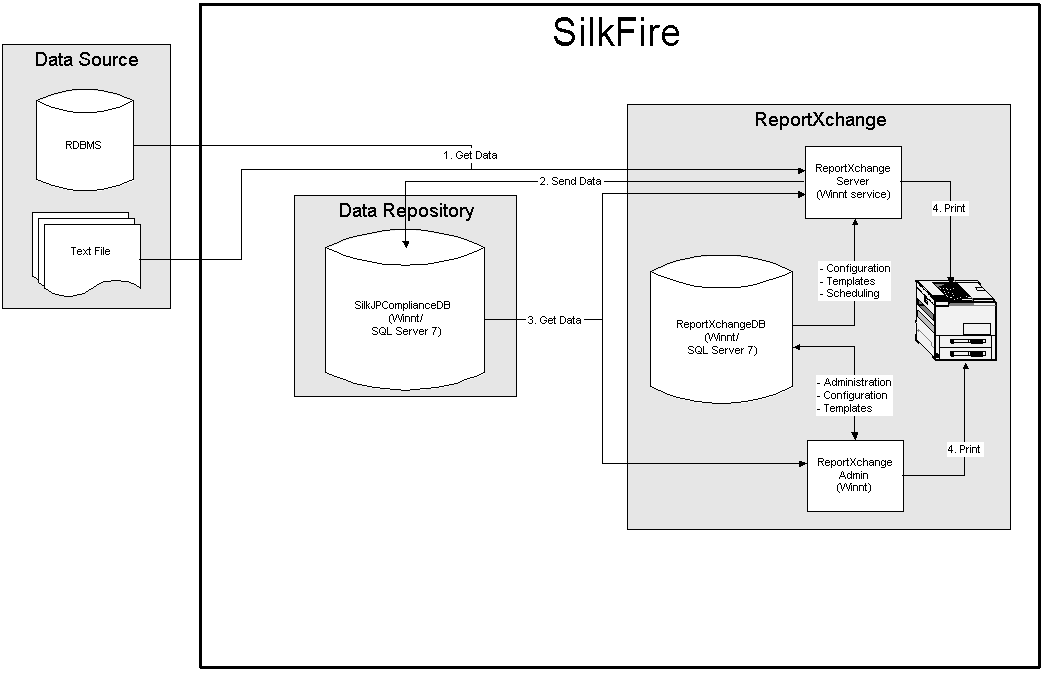 SilkFire
Data Source
RDBMS
Text File
1. Get Data
2. Send Data
Data Repository
SilkJPComplianceDB
(Winnt/
SQL Server 7)
3. Get Data
ReportXchange
ReportXchange
Server
(Winnt service)
4. Print
- Configuration
- Templates
- Scheduling
ReportXchangeDB
(Winnt/
SQL Server 7)
- Administration
- Configuration
- Templates
4. Print
ReportXchange
Admin
(Winnt)